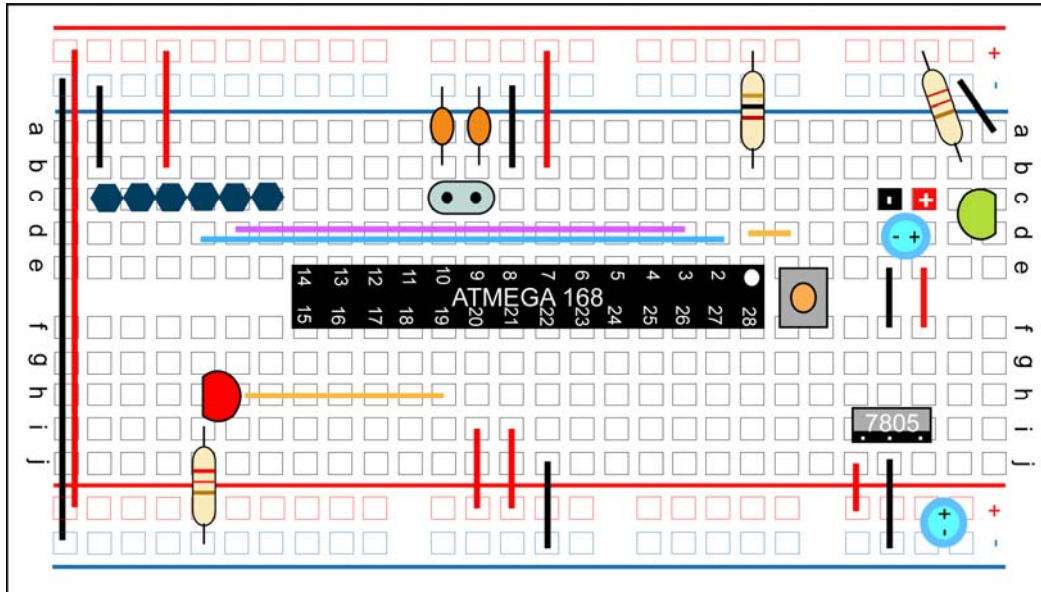 +
-
a a
b b
c - + c
d - + d
e e
14 13 12 11 10 9 8 7 6 5 4 3 2
ATMEGA 168
15 16 17 18 19 20 21 22 23 24 25 26 27 28
f f
g g
h h
i 7805 i
j j
+ + -
-